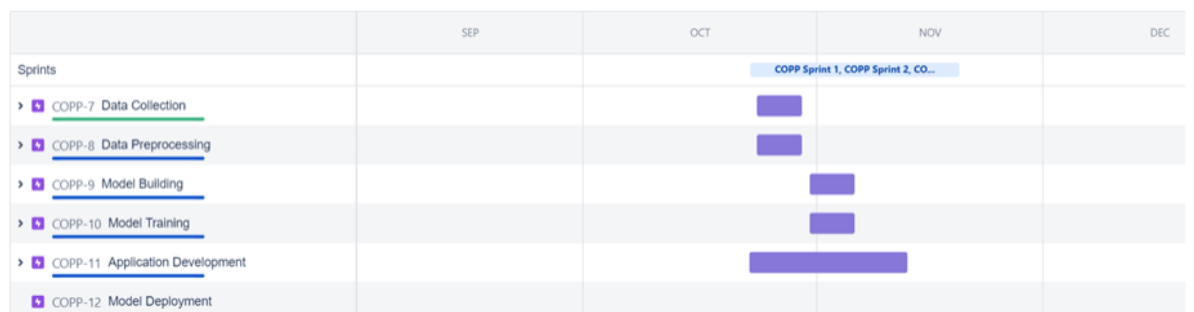 SEP OCT NOV DEC
Sprints COPP Sprint 1, COPP Sprint 2, CO...
COPP-7 Data Collection
COPP-8 Data Preprocessing
COPP-9 Model Building
COPP-10 Model Training
COPP-11 Application Development
COPP-12 Model Deployment